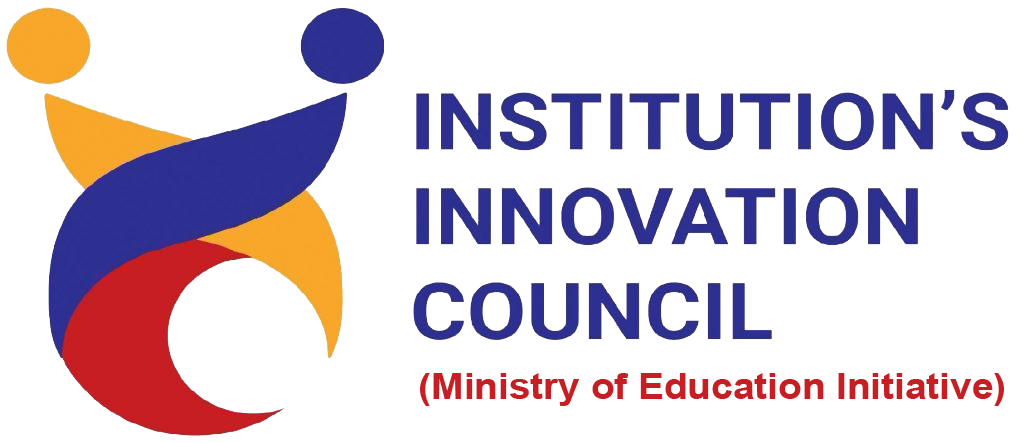 INSTITUTION’S
INNOVATION
COUNCIL
(Ministry of Education Initiative)